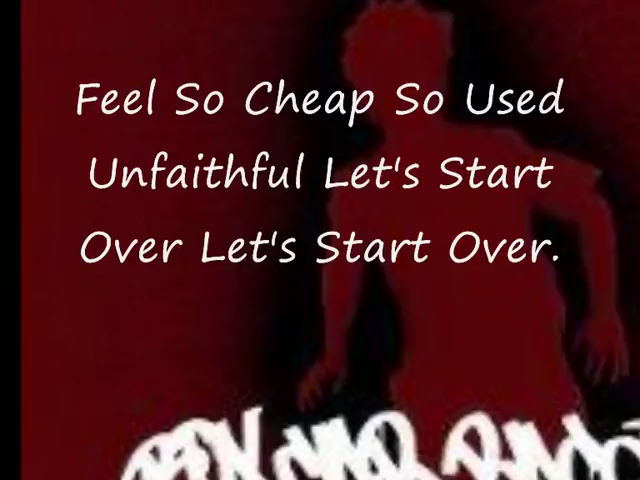 Feel So Cheap So Used
Unfaithful Let's Start
Over Let's Start Over.